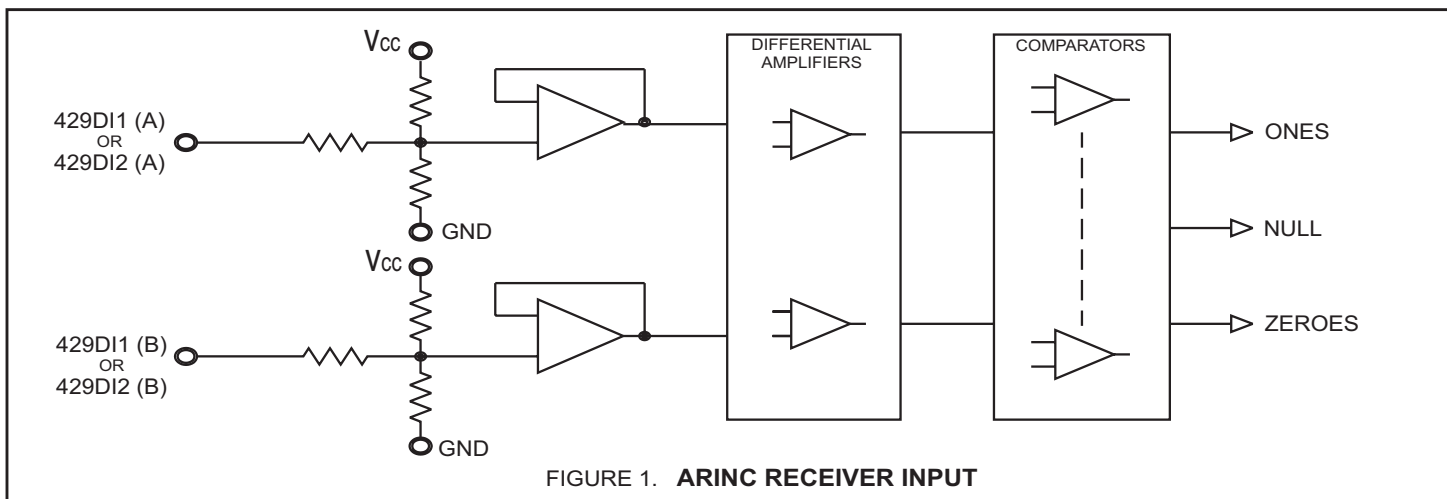 VCC
DIFFERENTIAL
AMPLIFIERS
COMPARATORS
429DI1 (A)
OR
429DI2 (A)
ONES
GND
NULL
VCC
429DI1 (B)
OR
429DI2 (B)
ZEROES
GND
FIGURE 1. ARINC RECEIVER INPUT